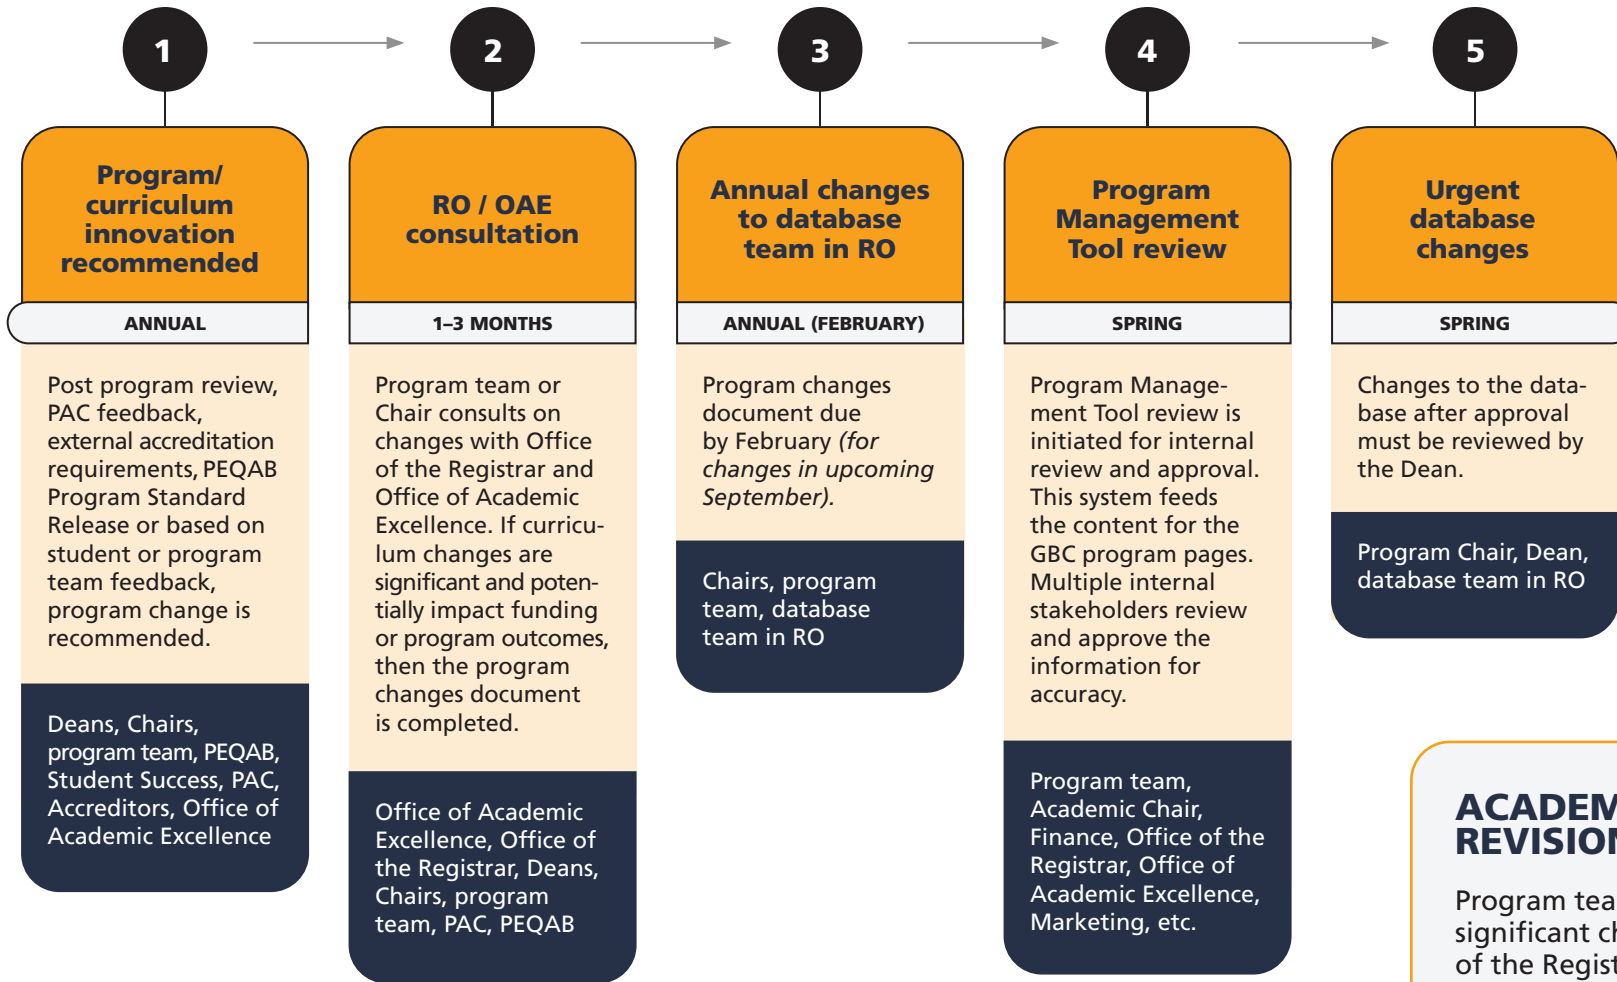 1
2
3
4
5
Program/
curriculum
innovation
recommended
ANNUAL
Post program review,
PAC feedback,
external accreditation
requirements, PEQAB
Program Standard
Release or based on
student or program
team feedback,
program change is
recommended.
Deans, Chairs,
program team, PEQAB,
Student Success, PAC,
Accreditors, Office of
Academic Excellence
RO / OAE
consultation
1–3 MONTHS
Program team or
Chair consults on
changes with Office
of the Registrar and
Office of Academic
Excellence. If curricu-
lum changes are
significant and poten-
tially impact funding
or program outcomes,
then the program
changes document
is completed.
Office of Academic
Excellence, Office of
the Registrar, Deans,
Chairs, program
team, PAC, PEQAB
Annual changes
to database
team in RO
ANNUAL (FEBRUARY)
Program changes
document due
by February (for
changes in upcoming
September).
Chairs, program
team, database
team in RO
Program
Management
Tool review
SPRING
Program Manage-
ment Tool review is
initiated for internal
review and approval.
This system feeds
the content for the
GBC program pages.
Multiple internal
stakeholders review
and approve the
information for
accuracy.
Program team,
Academic Chair,
Finance, Office of the
Registrar, Office of
Academic Excellence,
Marketing, etc.
Urgent
database
changes
SPRING
Changes to the data-
base after approval
must be reviewed by
the Dean.
Program Chair, Dean,
database team in RO
Program
significant
of the